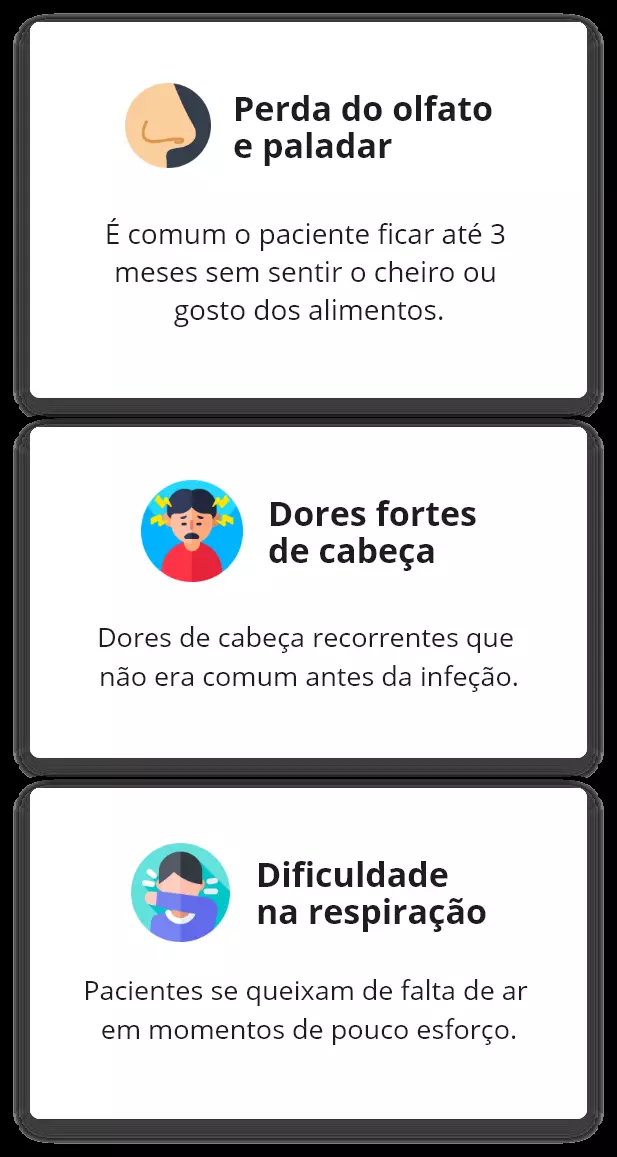 Perda do olfato
e paladar
É comum o paciente ficar até 3
meses sem sentir o cheiro ou
gosto dos alimentos.
Dores fortes
de cabeça
Dores de cabeça recorrentes que
não era comum antes da infeção.
Dificuldade
na respiração
Pacientes se queixam de falta de ar
em momentos de pouco esforço.